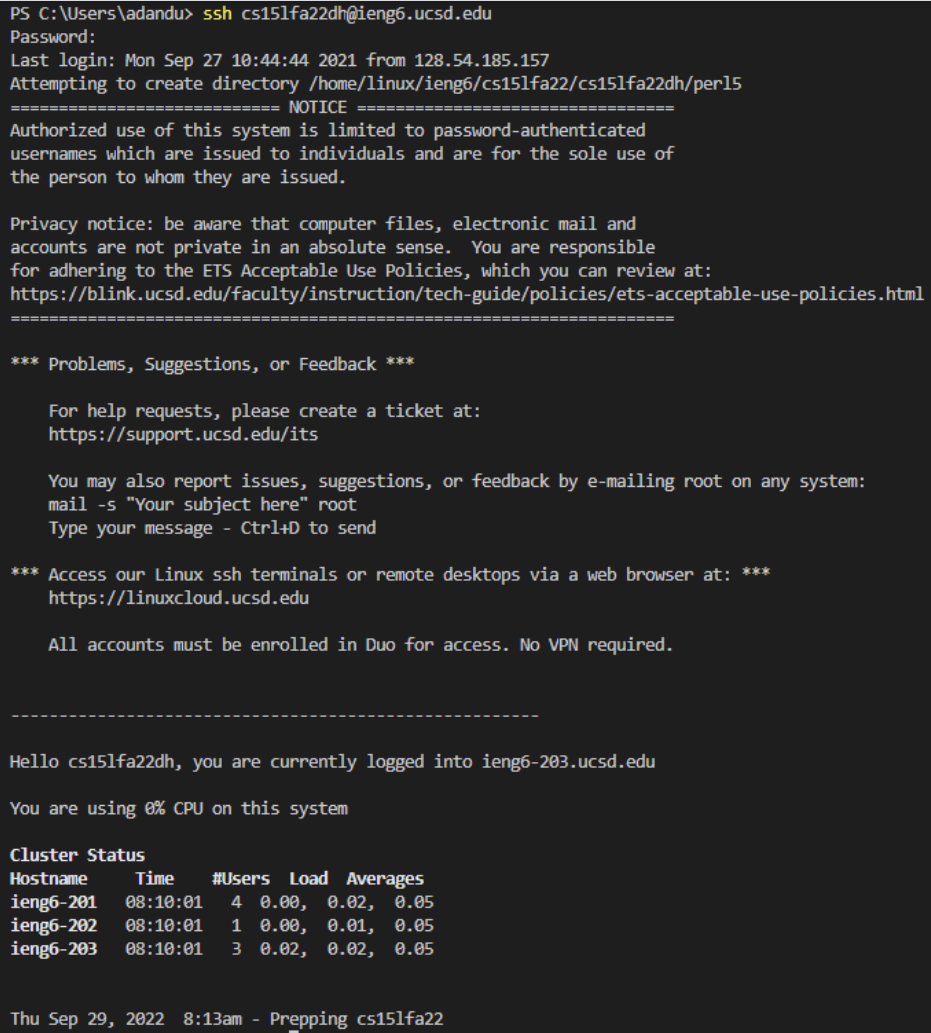 PS C:\Users\adandu> ssh cs15lfa22dh@ieng6.ucsd.edu
Password:
Last login: Mon Sep 27 10:44:44 2021 from 128.54.185.157
Attempting to create directory /home/linux/ieng6/cs15lfa22/cs15lfa22dh/perl5
============================ NOTICE =================================
Authorized use of this system is limited to password-authenticated
usernames which are issued to individuals and are for the sole use of
the person to whom they are issued.

Privacy notice: be aware that computer files, electronic mail and
accounts are not private in an absolute sense.  You are responsible
for adhering to the ETS Acceptable Use Policies, which you can review at:
https://blink.ucsd.edu/faculty/instruction/tech-guide/policies/ets-acceptable-use-policies.html
=====================================================================

*** Problems, Suggestions, or Feedback ***

    For help requests, please create a ticket at:
    https://support.ucsd.edu/its

    You may also report issues, suggestions, or feedback by e-mailing root on any system:
    mail -s "Your subject here" root
    Type your message - Ctrl+D to send

*** Access our Linux ssh terminals or remote desktops via a web browser at: ***
    https://linuxcloud.ucsd.edu

    All accounts must be enrolled in Duo for access. No VPN required.


-------------------------------------------------------

Hello cs15lfa22dh, you are currently logged into ieng6-203.ucsd.edu

You are using 0% CPU on this system

Cluster Status
Hostname     Time    #Users  Load  Averages
ieng6-201   08:10:01   4  0.00,  0.02,  0.05
ieng6-202   08:10:01   1  0.00,  0.01,  0.05
ieng6-203   08:10:01   3  0.02,  0.02,  0.05


Thu Sep 29, 2022  8:13am - Prepping cs15lfa22